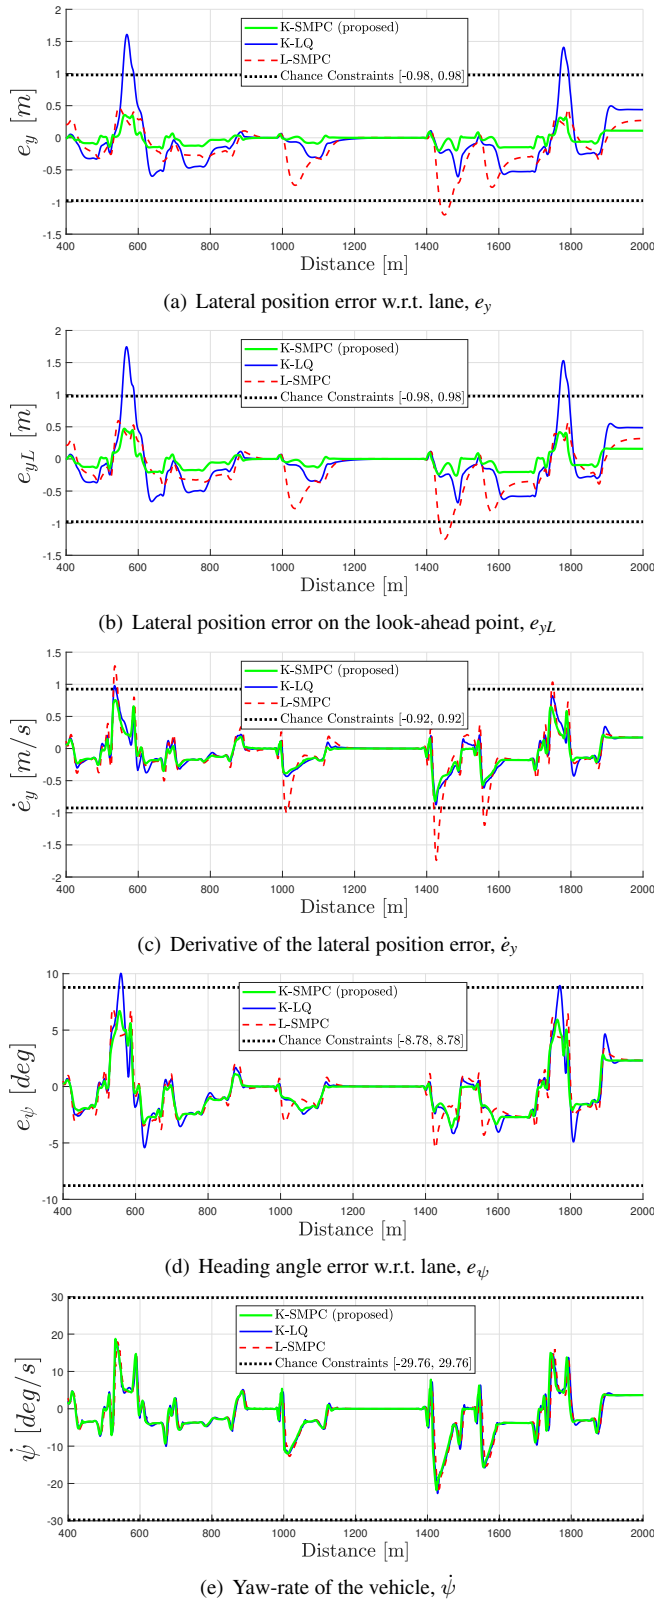 2
1.5
1
0.5
0
-0.5
-1
-1.5
e_y [m]
K-SMPC (proposed)
K-LQ
L-SMPC
Chance Constraints [-0.98, 0.98]
400 600 800 1000 1200 1400 1600 1800 2000
Distance [m]
(a) Lateral position error w.r.t. lane, e_y
2
1.5
1
0.5
0
-0.5
-1
-1.5
e_{yL} [m]
K-SMPC (proposed)
K-LQ
L-SMPC
Chance Constraints [-0.98, 0.98]
400 600 800 1000 1200 1400 1600 1800 2000
Distance [m]
(b) Lateral position error on the look-ahead point, e_{yL}
1.5
1
0.5
0
-0.5
-1
-1.5
-2
ė_y [m/s]
K-SMPC (proposed)
K-LQ
L-SMPC
Chance Constraints [-0.92, 0.92]
400 600 800 1000 1200 1400 1600 1800 2000
Distance [m]
(c) Derivative of the lateral position error, ė_y
10
5
0
-5
-10
e_ψ [deg]
K-SMPC (proposed)
K-LQ
L-SMPC
Chance Constraints [-8.78, 8.78]
400 600 800 1000 1200 1400 1600 1800 2000
Distance [m]
(d) Heading angle error w.r.t. lane, e_ψ
30
20
10
0
-10
-20
-30
ψ̇ [deg/s]
K-SMPC (proposed)
K-LQ
L-SMPC
Chance Constraints [-29.76, 29.76]
400 600 800 1000 1200 1400 1600 1800 2000
Distance [m]
(e) Yaw-rate of the vehicle, ψ̇